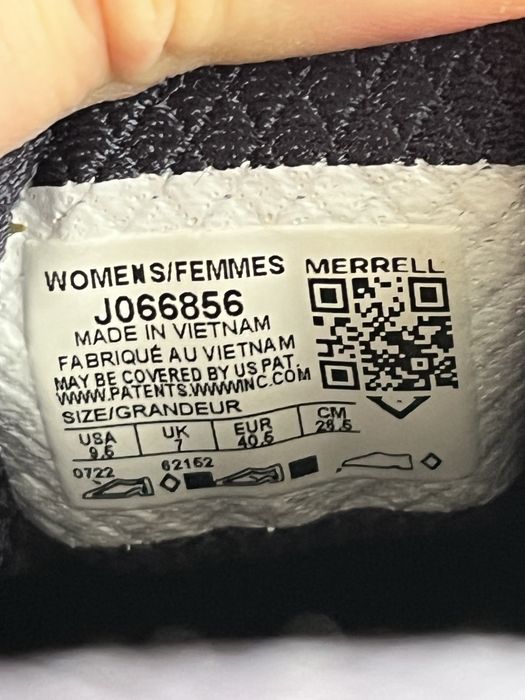 WOMENS/FEMMES
MERRELL
J066856
MADE IN VIETNAM
FABRIQUÉ AU VIETNAM
MAY BE COVERED BY US PAT.
WWW.PATENTS.WWWINC.COM
SIZE/GRANDEUR
USA UK EUR CM
9.5 7 40.5 26.5
0722 62152